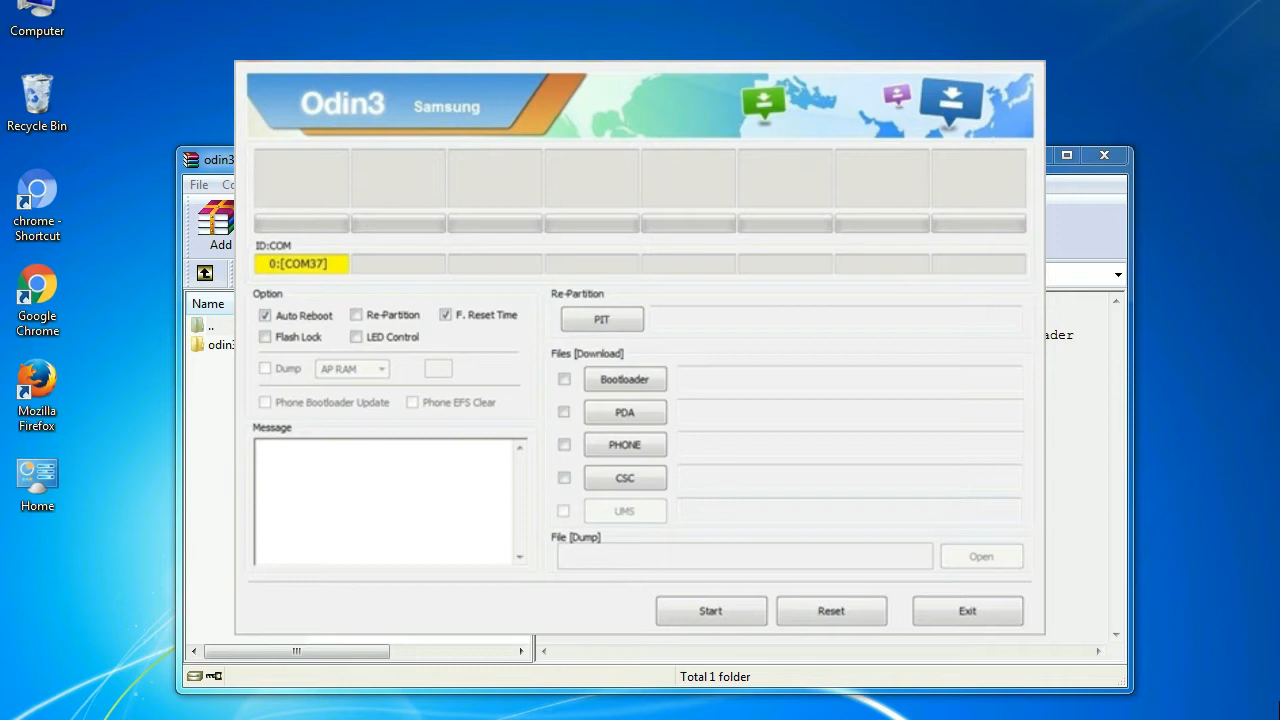 Computer
Recycle Bin
chrome -
Shortcut
Google
Chrome
Mozilla
Firefox
Home
odin3
File
Add
Name
..
odin3
ader
Total 1 folder
Odin3 Samsung
ID:COM
0:[COM37]
Option
Auto Reboot Re-Partition F. Reset Time
Flash Lock LED Control
Dump AP RAM
Phone Bootloader Update Phone EFS Clear
Message
Re-Partition
PIT
Files [Download]
Bootloader
PDA
PHONE
CSC
UMS
File [Dump]
Open
Start Reset Exit